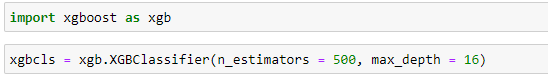 import xgboost as xgb
xgbcls = xgb.XGBClassifier(n_estimators = 500, max_depth = 16)